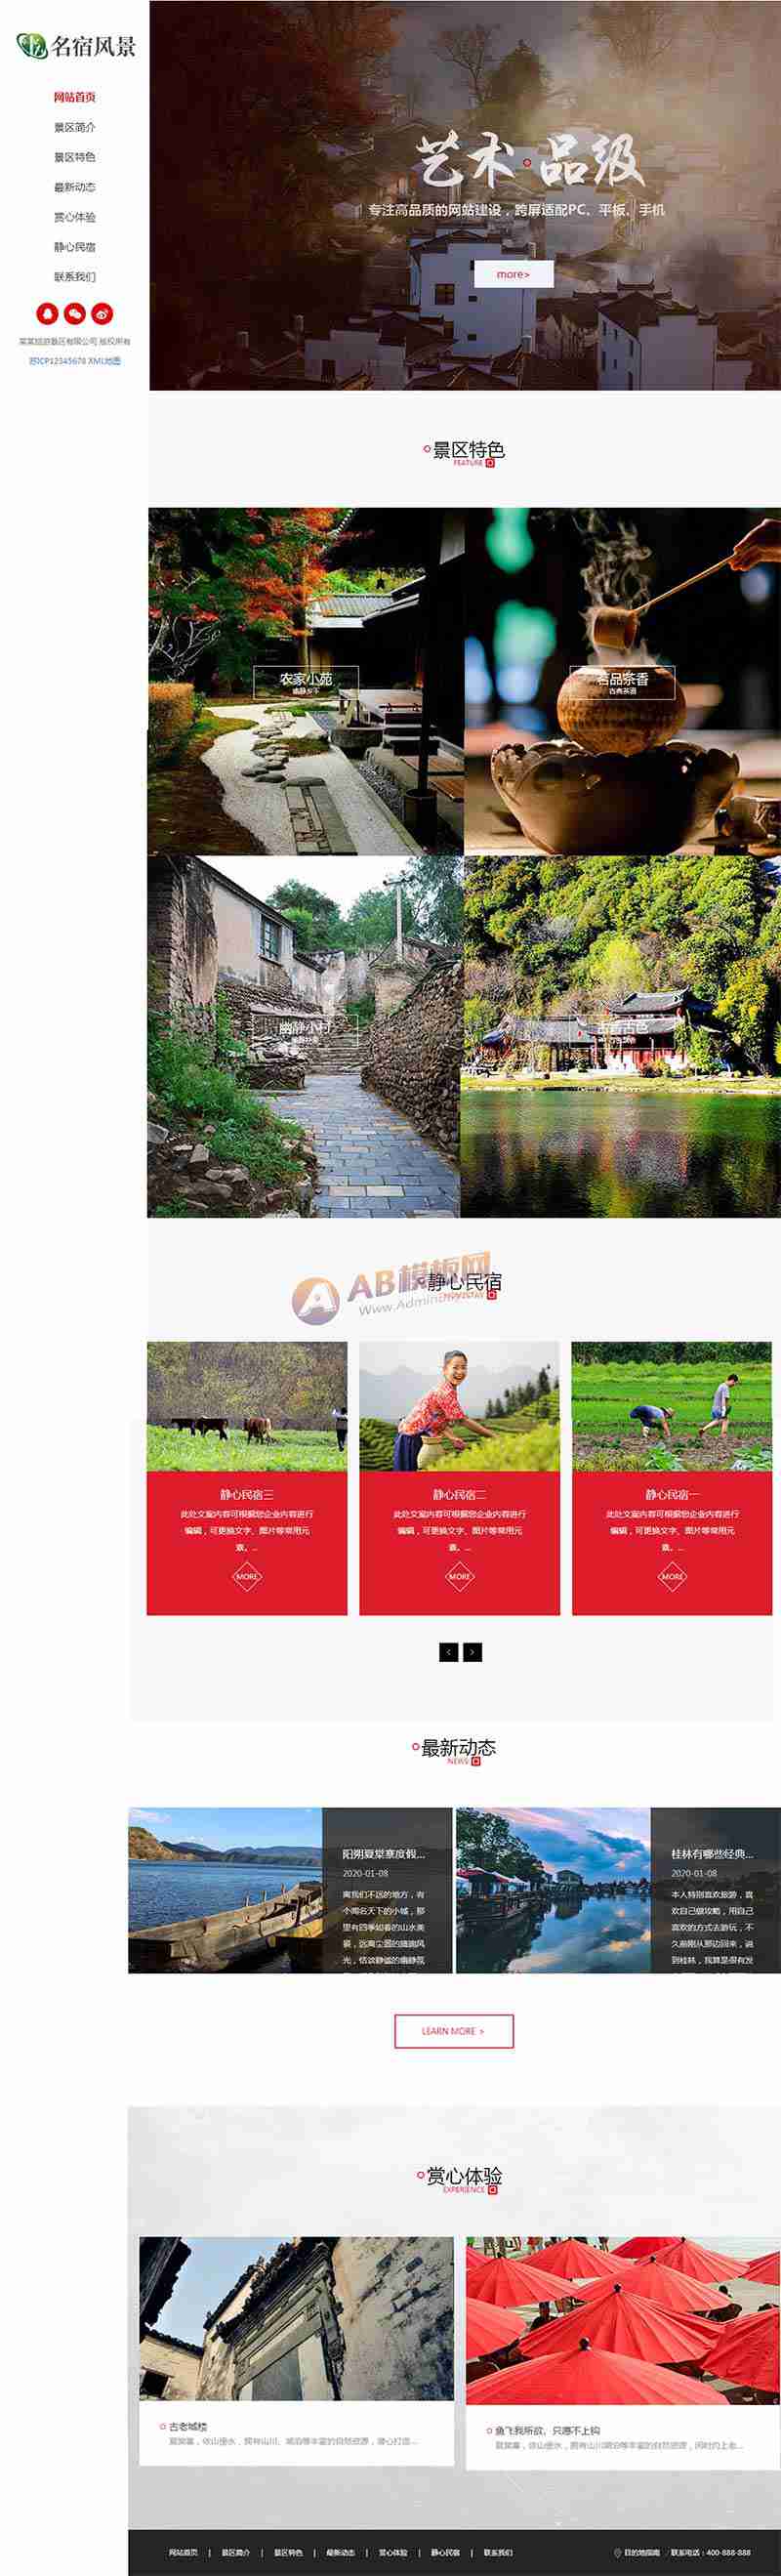 名宿风景
网站首页
景区简介
景区特色
最新动态
赏心体验
静心民宿
联系我们
某某旅游景区有限公司 版权所有
苏ICP12345678 XML地图
艺术 品级
专注高品质的网站建设，跨屏适配PC、平板、手机
more>
景区特色
FEATURE
农家小苑
幽静乡下
名品茶香
古典茶香
幽静小村
古香古色
AB模板网
静心民宿
静心民宿三
此处文案内容可根据您企业内容进行
编辑，可更换文字、图片等常用元
素。...
MORE
静心民宿二
此处文案内容可根据您企业内容进行
编辑，可更换文字、图片等常用元
素。...
MORE
静心民宿一
此处文案内容可根据您企业内容进行
编辑，可更换文字、图片等常用元
素。...
MORE
最新动态
NEWS
阳朔夏棠寨度假...
2020-01-08
离我们不远的地方，有
个闻名天下的小城，那
里有四季如春的山水美
景，远离尘嚣的旖旎风
光，恬谈静谧的幽静氛
桂林有哪些经典...
2020-01-08
本人特别喜欢旅游，喜
欢自己做攻略，用自己
喜欢的方式去游玩，不
久前刚从那边回来，说
到桂林，我算是很有发
LEARN MORE >
赏心体验
EXPERIENCE
古老城楼
夏棠寨，依山傍水，拥有山川、湖泊等丰富的自然资源，潜心打造...
鱼飞我所欲、只愿不上钩
夏棠寨，依山傍水，拥有山川湖泊等丰富的自然资源，闲时约上老...
网站首页 | 景区简介 | 景区特色 | 最新动态 | 赏心体验 | 静心民宿 | 联系我们
目的地指南 / 联系电话：400-888-888